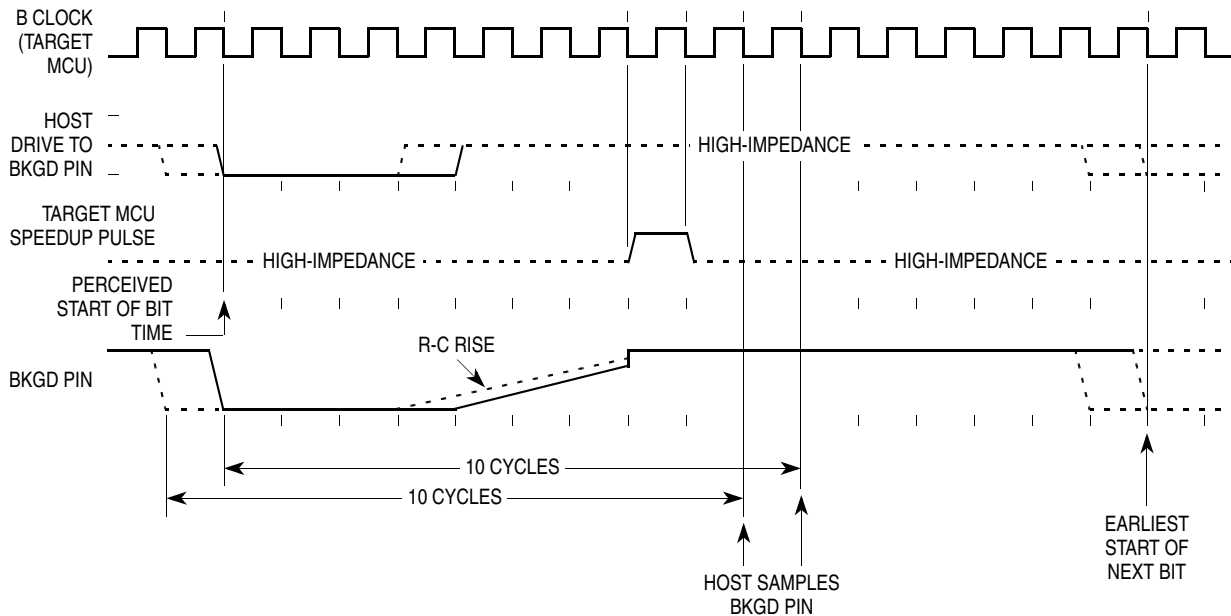 B CLOCK
(TARGET
MCU)
HOST
DRIVE TO
BKGD PIN
HIGH-IMPEDANCE
TARGET MCU
SPEEDUP PULSE
HIGH-IMPEDANCE
HIGH-IMPEDANCE
PERCEIVED
START OF BIT
TIME
R-C RISE
BKGD PIN
10 CYCLES
10 CYCLES
HOST SAMPLES
BKGD PIN
EARLIEST
START OF
NEXT BIT